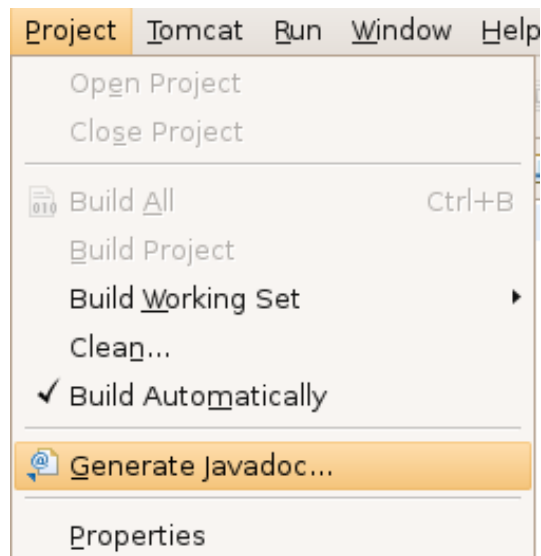 Project Tomcat Run Window Help
Open Project
Close Project
010 Build All Ctrl+B
Build Project
Build Working Set
Clean...
Build Automatically
@ Generate Javadoc...
Properties